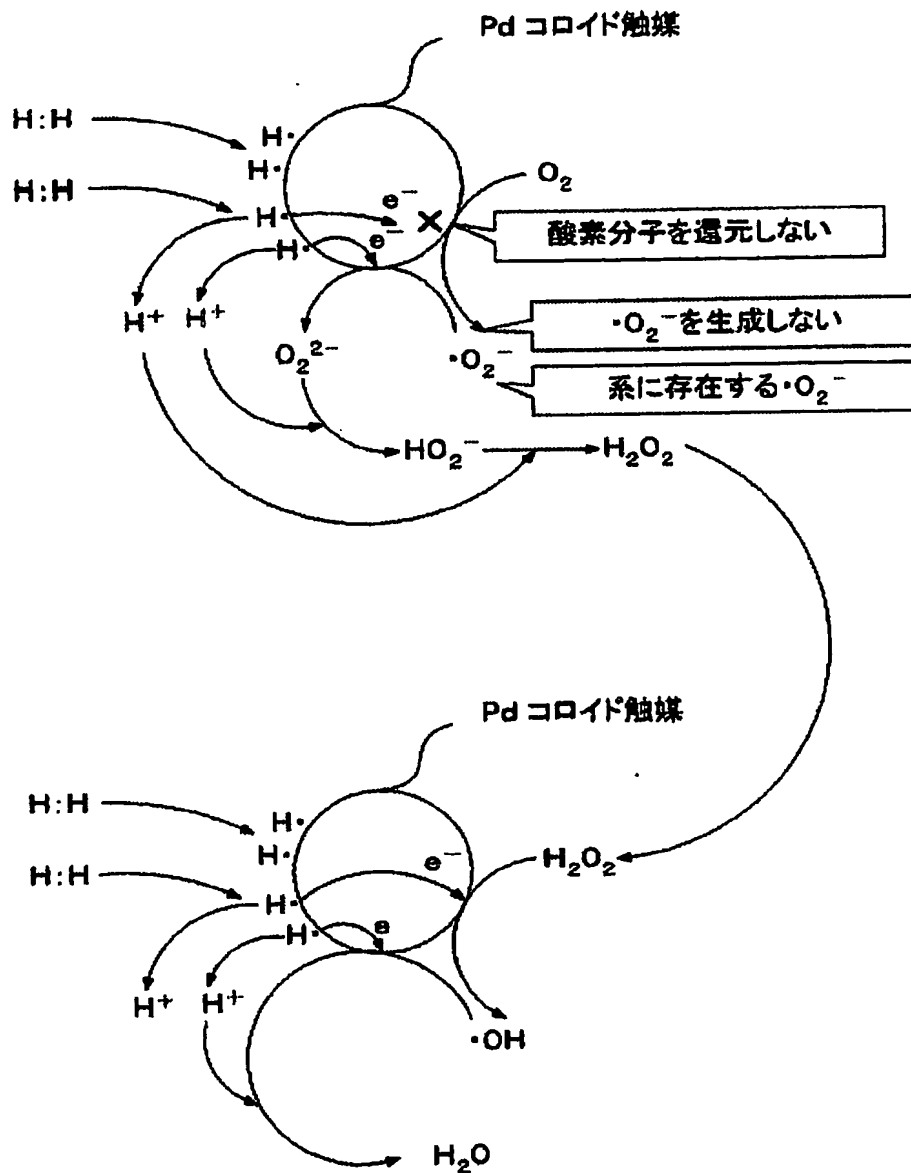 Pd コロイド触媒
H:H
H·
H·
H:H
H·
e⁻
O₂
酸素分子を還元しない
H·
e⁻
H⁺
H⁺
O₂²⁻
·O₂⁻
·O₂⁻を生成しない
系に存在する·O₂⁻
HO₂⁻
H₂O₂
Pd コロイド触媒
H:H
H·
H·
H:H
e⁻
H₂O₂
H·
H·
e
H⁺
H⁺
·OH
H₂O